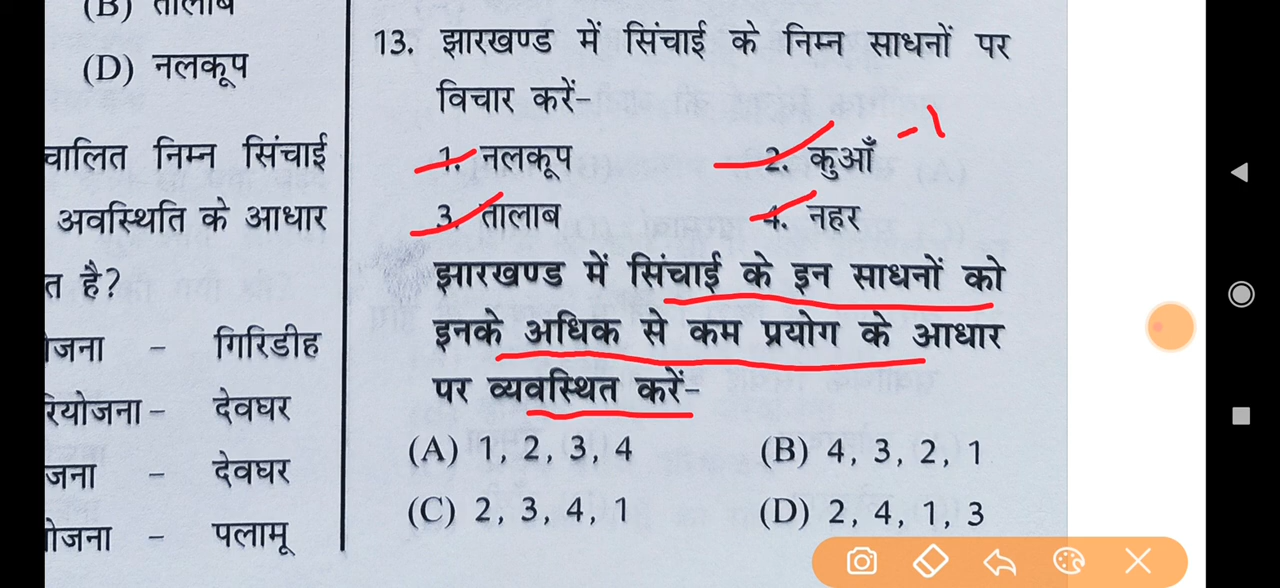 (B) तालाब
(D) नलकूप
चालित निम्न सिंचाई
अवस्थिति के आधार
त है?
जना - गिरिडीह
रियोजना - देवघर
जना - देवघर
ोजना - पलामू
13. झारखण्ड में सिंचाई के निम्न साधनों पर
विचार करें-
1. नलकूप 2. कुआँ - 1
3. तालाब 4. नहर
झारखण्ड में सिंचाई के इन साधनों को
इनके अधिक से कम प्रयोग के आधार
पर व्यवस्थित करें-
(A) 1, 2, 3, 4 (B) 4, 3, 2, 1
(C) 2, 3, 4, 1 (D) 2, 4, 1, 3